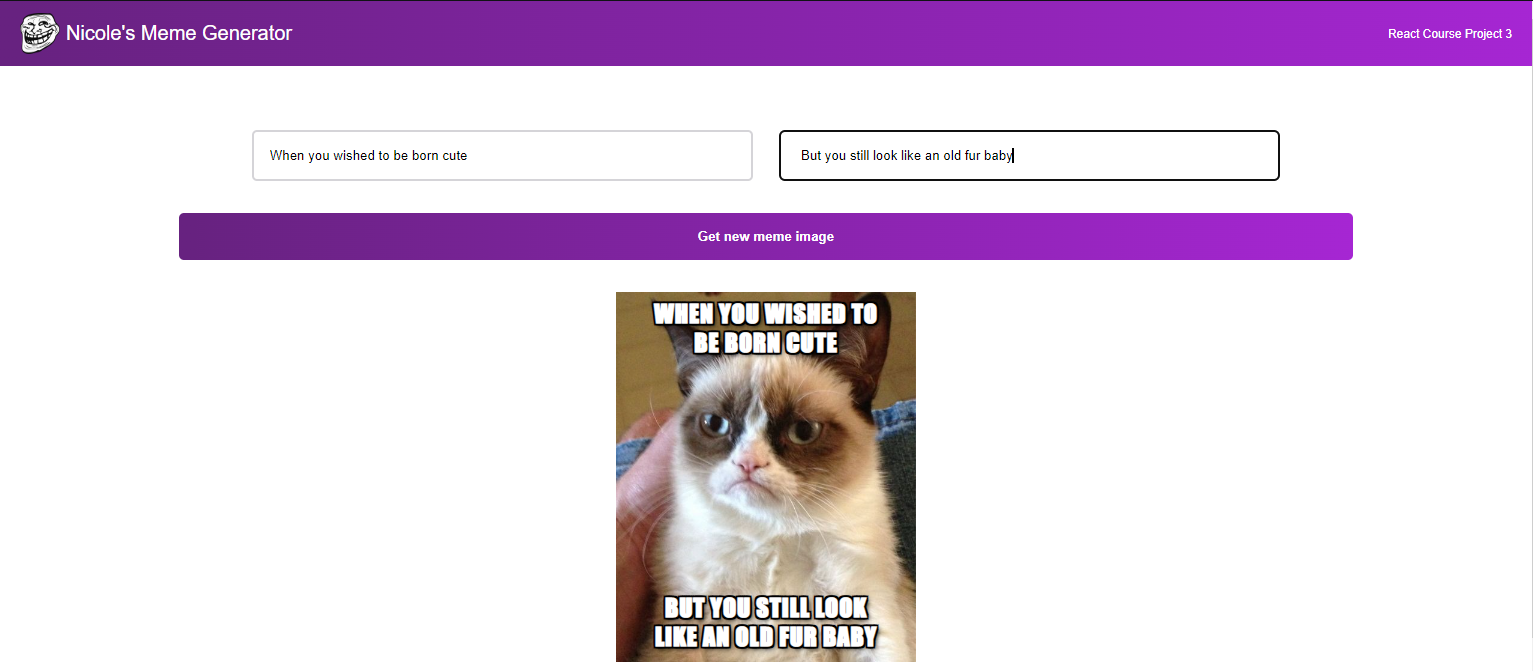 Nicole's Meme Generator
React Course Project 3
When you wished to be born cute
But you still look like an old fur baby
Get new meme image
WHEN YOU WISHED TO
BE BORN CUTE
BUT YOU STILL LOOK
LIKE AN OLD FUR BABY